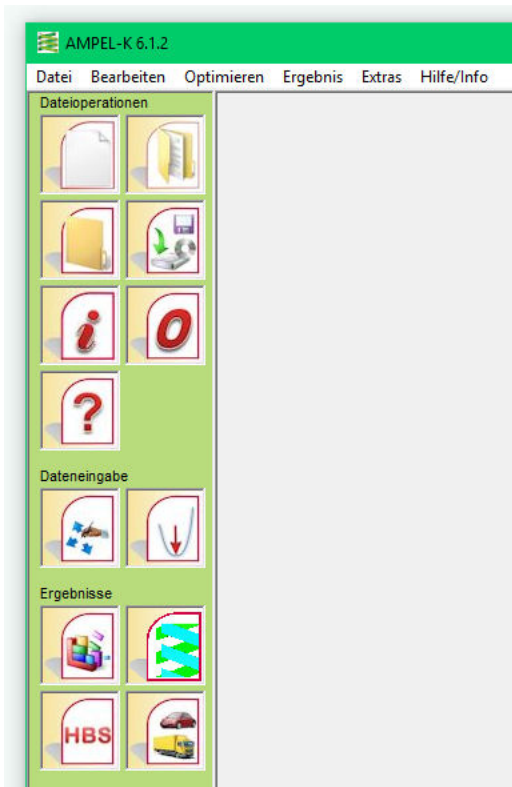 AMPEL-K 6.1.2
Datei Bearbeiten Optimieren Ergebnis Extras Hilfe/Info
Dateioperationen
i O
?
Dateneingabe
Ergebnisse
HBS